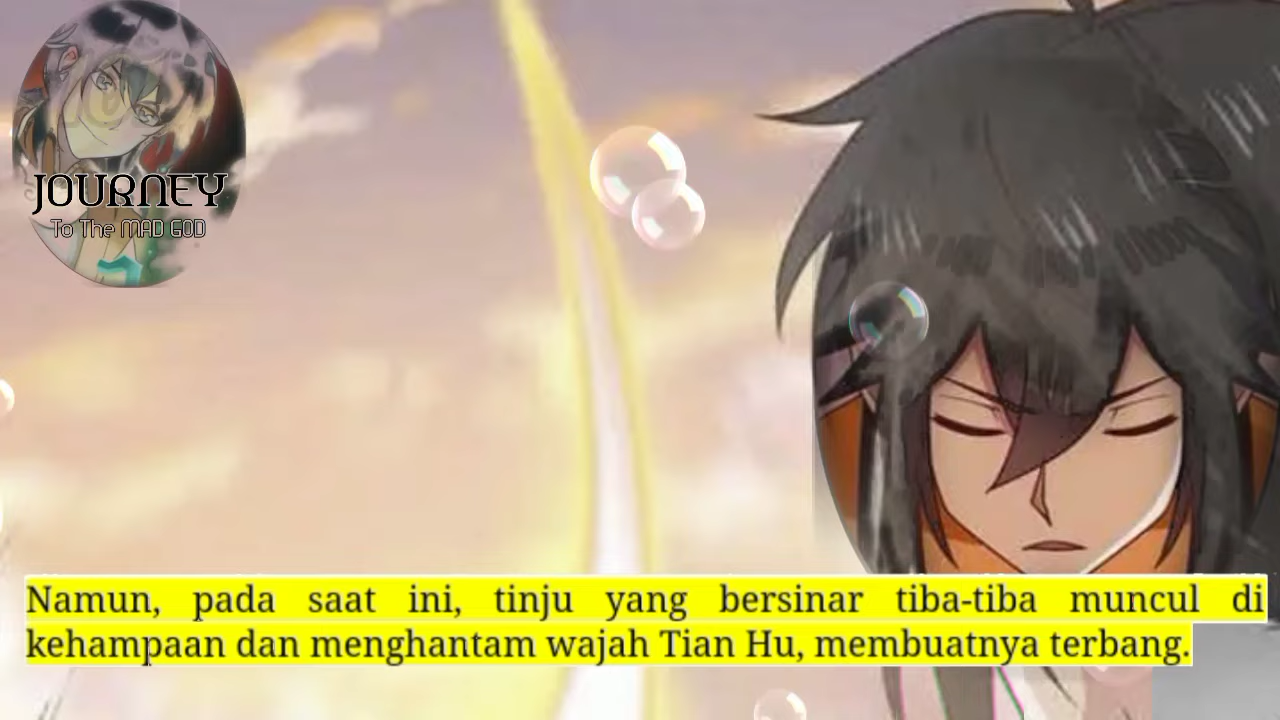 JOURNEY
To The MAD GOD
Namun, pada saat ini, tinju yang bersinar tiba-tiba muncul di
kehampaan dan menghantam wajah Tian Hu, membuatnya terbang.